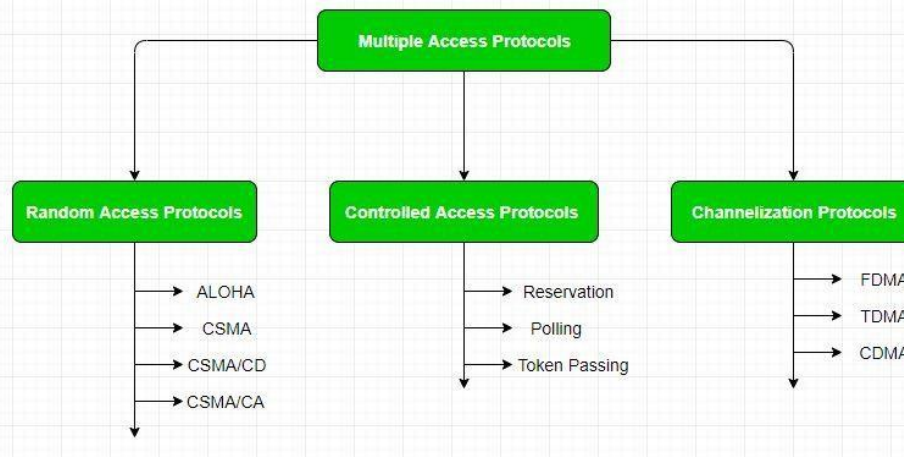 Multiple Access Protocols
Random Access Protocols
Controlled Access Protocols
Channelization Protocols
ALOHA
CSMA
CSMA/CD
CSMA/CA
Reservation
Polling
Token Passing
FDMA
TDMA
CDMA